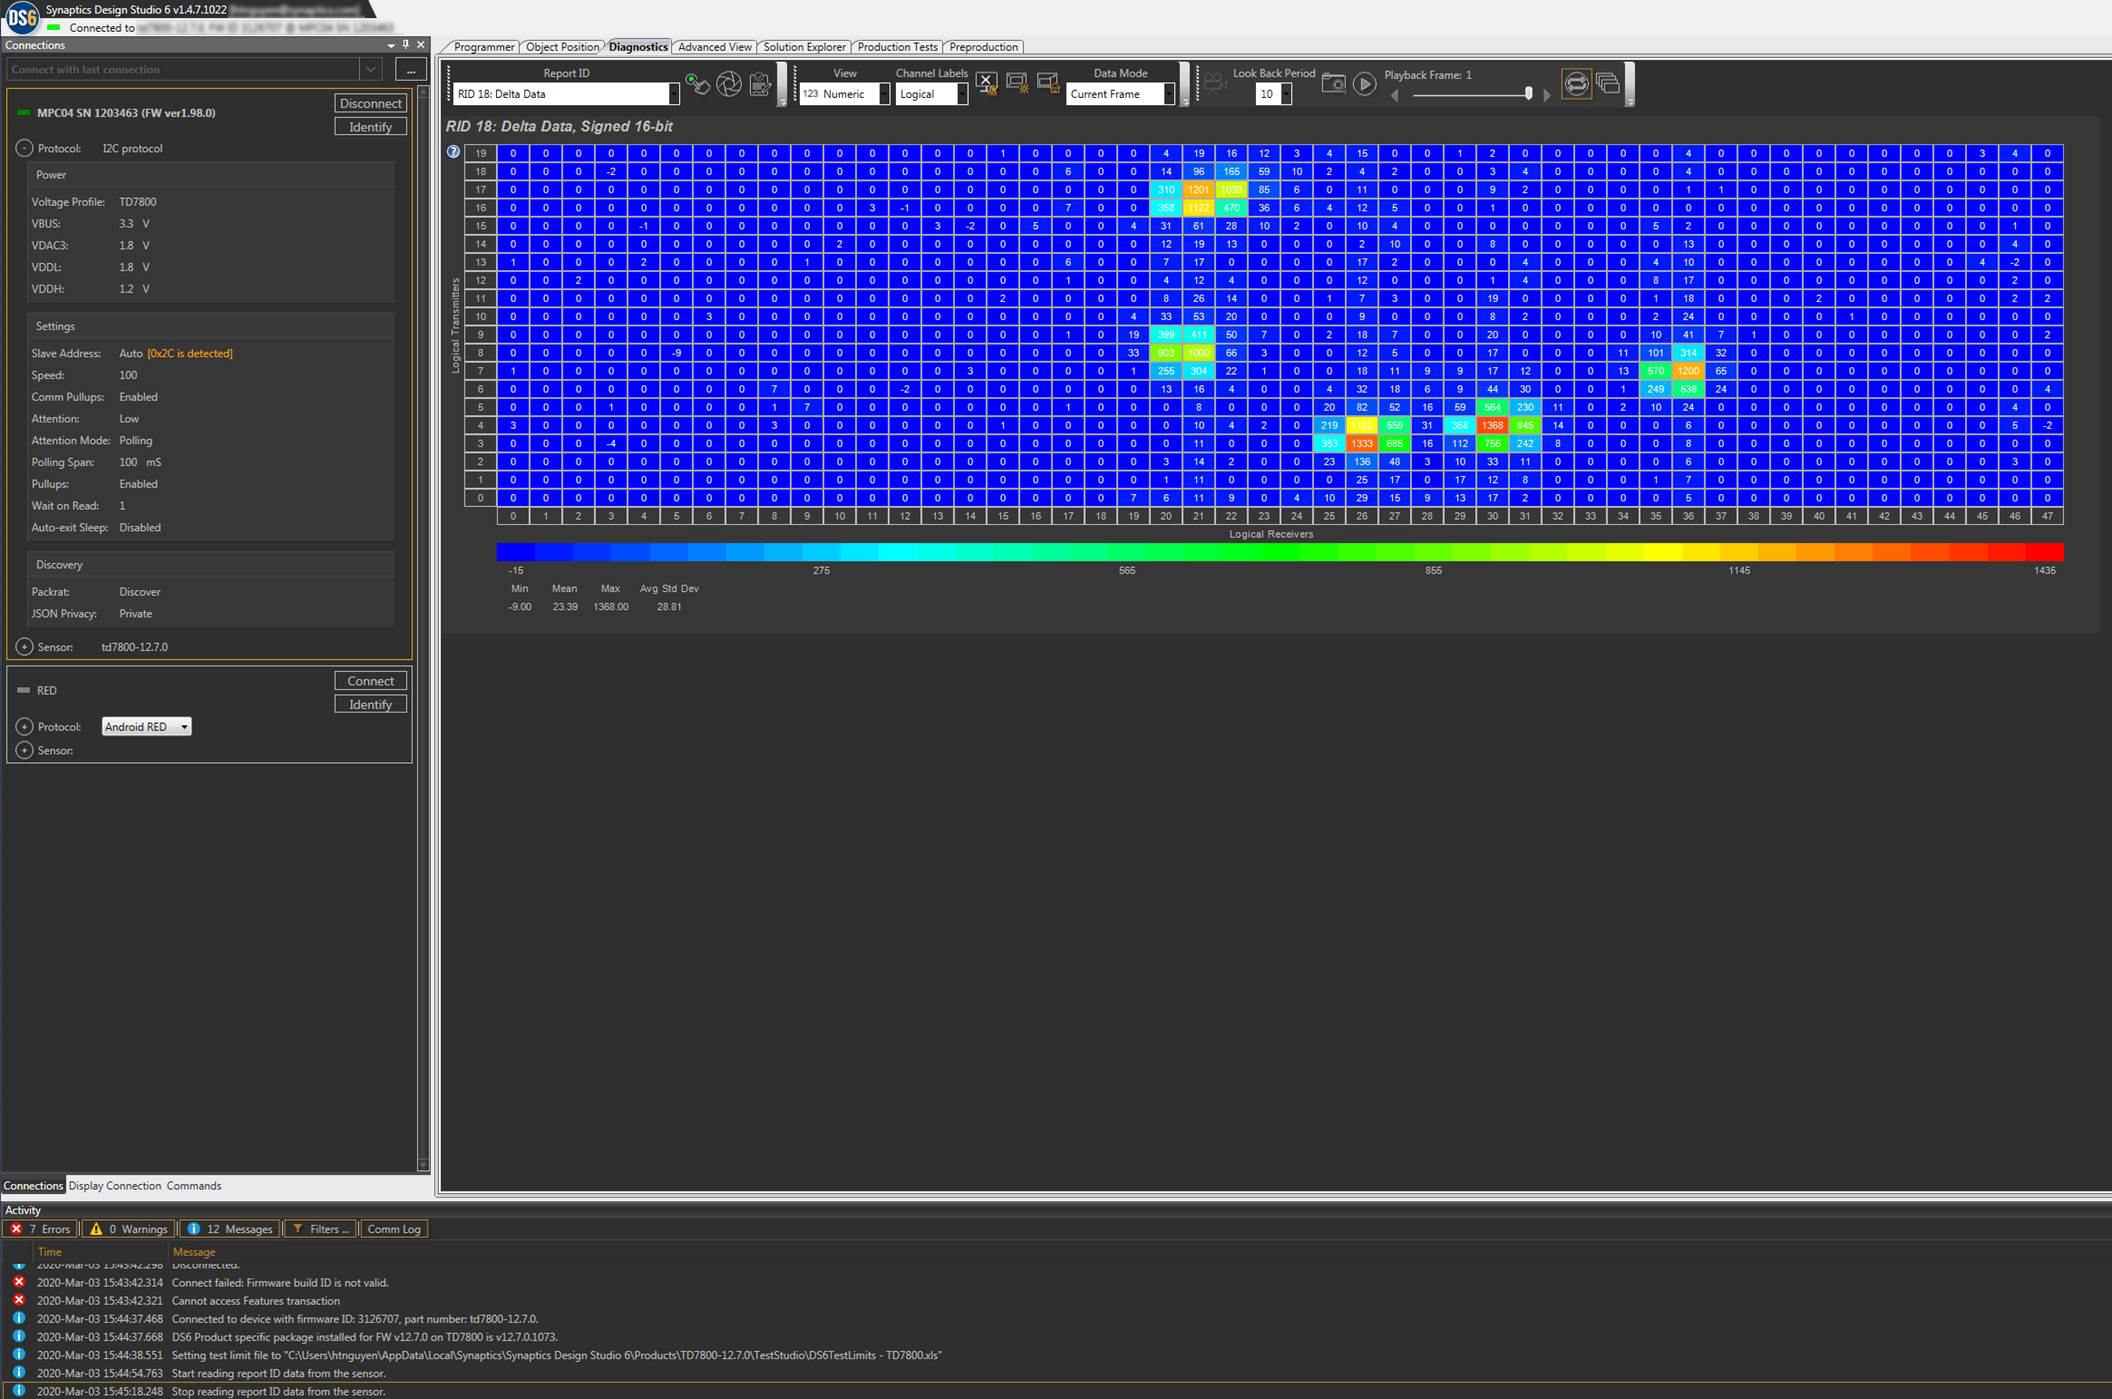 Synaptics Design Studio 6 v1.4.7.1022
Connected to
Connections
Connect with last connection
...
MPC04 SN 1203463 (FW ver1.98.0)
Disconnect
Identify
Protocol: I2C protocol
Power
Voltage Profile: TD7800
VBUS: 3.3 V
VDAC3: 1.8 V
VDDL: 1.8 V
VDDH: 1.2 V
Settings
Slave Address: Auto [0x2C is detected]
Speed: 100
Comm Pullups: Enabled
Attention: Low
Attention Mode: Polling
Polling Span: 100 mS
Pullups: Enabled
Wait on Read: 1
Auto-exit Sleep: Disabled
Discovery
Packrat: Discover
JSON Privacy: Private
Sensor: td7800-12.7.0
RED
Connect
Identify
Protocol: Android RED
Sensor:
Connections Display Connection Commands
Programmer Object Position Diagnostics Advanced View Solution Explorer Production Tests Preproduction
Report ID View Channel Labels Data Mode Look Back Period Playback Frame: 1
RID 18: Delta Data 123 Numeric Logical Current Frame 10
RID 18: Delta Data, Signed 16-bit
Logical Transmitters
19 0 0 0 0 0 0 0 0 0 0 0 0 0 0 0 1 0 0 0 0 4 19 16 12 3 4 15 0 0 1 2 0 0 0 0 0 4 0 0 0 0 0 0 0 0 3 4 0
18 0 0 0 -2 0 0 0 0 0 0 0 0 0 0 0 0 0 6 0 0 14 96 165 59 10 2 4 2 0 0 3 4 0 0 0 0 4 0 0 0 0 0 0 0 0 0 0 0
17 0 0 0 0 0 0 0 0 0 0 0 0 0 0 0 0 0 0 0 0 310 1201 1039 85 6 0 11 0 0 0 9 2 0 0 0 0 1 1 0 0 0 0 0 0 0 0 0 0
16 0 0 0 0 0 0 0 0 0 0 0 3 -1 0 0 0 0 7 0 0 358 1122 470 36 6 4 12 5 0 0 1 0 0 0 0 0 0 0 0 0 0 0 0 0 0 0 0 0
15 0 0 0 0 -1 0 0 0 0 0 0 0 0 3 -2 0 5 0 0 4 31 61 28 10 2 0 10 4 0 0 0 0 0 0 0 5 2 0 0 0 0 0 0 0 0 0 1 0
14 0 0 0 0 0 0 0 0 0 0 2 0 0 0 0 0 0 0 0 0 12 19 13 0 0 0 2 10 0 0 8 0 0 0 0 0 13 0 0 0 0 0 0 0 0 0 4 0
13 1 0 0 0 2 0 0 0 0 1 0 0 0 0 0 0 0 6 0 0 7 17 0 0 0 0 17 2 0 0 0 4 0 0 0 4 10 0 0 0 0 0 0 0 0 4 -2 0
12 0 0 2 0 0 0 0 0 0 0 0 0 0 0 0 0 0 1 0 0 4 12 4 0 0 0 12 0 0 0 1 4 0 0 0 8 17 0 0 0 0 0 0 0 0 0 2 0
11 0 0 0 0 0 0 0 0 0 0 0 0 0 0 0 2 0 0 0 0 8 26 14 0 0 1 7 3 0 0 19 0 0 0 0 1 18 0 0 0 2 0 0 0 0 0 2 2
10 0 0 0 0 0 0 3 0 0 0 0 0 0 0 0 0 0 0 0 4 33 53 20 0 0 0 9 0 0 0 8 2 0 0 0 2 24 0 0 0 0 1 0 0 0 0 0 0
9 0 0 0 0 0 0 0 0 0 0 0 0 0 0 0 0 0 1 0 19 399 411 50 7 0 2 18 7 0 0 20 0 0 0 0 10 41 7 1 0 0 0 0 0 0 0 0 2
8 0 0 0 0 0 -9 0 0 0 0 0 0 0 0 0 0 0 0 0 33 903 66 3 0 0 12 5 0 0 17 0 0 0 11 101 314 32 0 0 0 0 0 0 0 0 0 0
7 1 0 0 0 0 0 0 0 0 0 0 0 0 0 3 0 0 0 0 1 255 304 22 1 0 0 18 11 9 9 17 12 0 0 13 570 1200 65 0 0 0 0 0 0 0 0 0 0
6 0 0 0 0 0 0 0 0 7 0 0 0 -2 0 0 0 0 0 0 0 13 16 4 0 0 4 32 18 6 9 44 30 0 0 1 249 24 0 0 0 0 0 0 0 0 0 4
5 0 0 0 1 0 0 0 0 1 7 0 0 0 0 0 0 0 1 0 0 0 8 0 0 0 20 82 52 16 59 564 230 11 0 2 10 24 0 0 0 0 0 0 0 0 0 4 0
4 3 0 0 0 0 0 0 0 3 0 0 0 0 0 0 1 0 0 0 0 0 10 4 2 0 219 1102 559 31 358 1368 846 14 0 0 0 6 0 0 0 0 0 0 0 0 0 5 -2
3 0 0 0 -4 0 0 0 0 0 0 0 0 0 0 0 0 0 0 0 0 0 11 0 0 0 353 1333 685 16 112 756 242 8 0 0 0 8 0 0 0 0 0 0 0 0 0 0 0
2 0 0 0 0 0 0 0 0 0 0 0 0 0 0 0 0 0 0 0 0 3 14 2 0 0 23 136 48 3 10 33 11 0 0 0 0 6 0 0 0 0 0 0 0 0 0 3 0
1 0 0 0 0 0 0 0 0 0 0 0 0 0 0 0 0 0 0 0 0 1 11 0 0 0 0 25 17 0 17 12 8 0 0 0 1 7 0 0 0 0 0 0 0 0 0 0 0
0 0 0 0 0 0 0 0 0 0 0 0 0 0 0 0 0 0 0 0 7 6 11 9 0 4 10 29 15 9 13 17 2 0 0 0 0 5 0 0 0 0 0 0 0 0 0 0 0
0 1 2 3 4 5 6 7 8 9 10 11 12 13 14 15 16 17 18 19 20 21 22 23 24 25 26 27 28 29 30 31 32 33 34 35 36 37 38 39 40 41 42 43 44 45 46 47
Logical Receivers
-15 275 565 855 1145 1435
Min Mean Max Avg Std Dev
-9.00 23.39 1368.00 28.81
Activity
7 Errors 0 Warnings 12 Messages Filters ... Comm Log
Time Message
2020-Mar-03 15:43:42.298 Disconnected.
2020-Mar-03 15:43:42.314 Connect failed: Firmware build ID is not valid.
2020-Mar-03 15:43:42.321 Cannot access Features transaction
2020-Mar-03 15:44:37.468 Connected to device with firmware ID: 3126707, part number: td7800-12.7.0.
2020-Mar-03 15:44:37.668 DS6 Product specific package installed for FW v12.7.0 on TD7800 is v12.7.0.1073.
2020-Mar-03 15:44:38.551 Setting test limit file to "C:\Users\htnguyen\AppData\Local\Synaptics\Synaptics Design Studio 6\Products\TD7800-12.7.0\TestStudio\DS6TestLimits - TD7800.xls"
2020-Mar-03 15:44:54.763 Start reading report ID data from the sensor.
2020-Mar-03 15:45:18.248 Stop reading report ID data from the sensor.